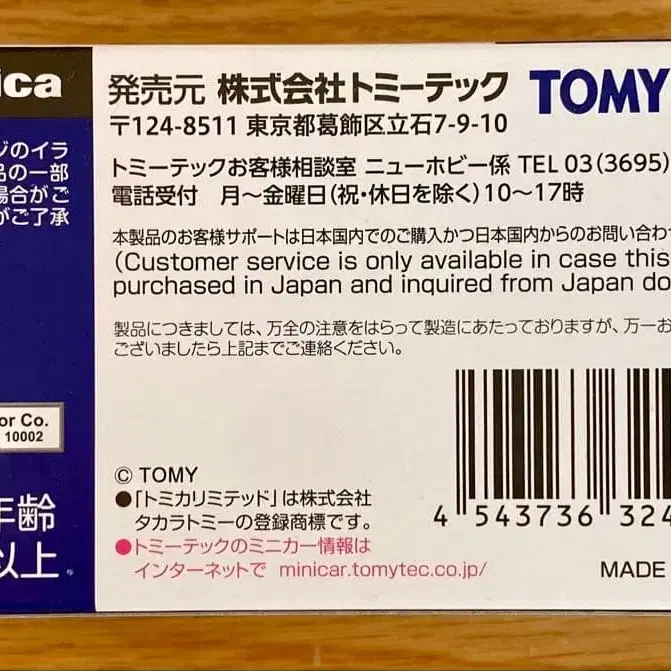 ica
ジのイラ
品の一部
場合がご
がご了承
or Co.
10002
年齢
以上
発売元 株式会社トミーテック TOMY
〒124-8511 東京都葛飾区立石7-9-10
トミーテックお客様相談室 ニューホビー係 TEL 03(3695)
電話受付 月～金曜日(祝・休日を除く)10～17時
本製品のお客様サポートは日本国内でのご購入かつ日本国内からのお問い合わせ
(Customer service is only available in case this
purchased in Japan and inquired from Japan do
製品につきましては、万全の注意をはらって製造にあたっておりますが、万一お
ございましたら上記までご連絡ください。
© TOMY
●「トミカリミテッド」は株式会社
タカラトミーの登録商標です。
●トミーテックのミニカー情報は
インターネットで minicar.tomytec.co.jp/
4 543736 324
MADE